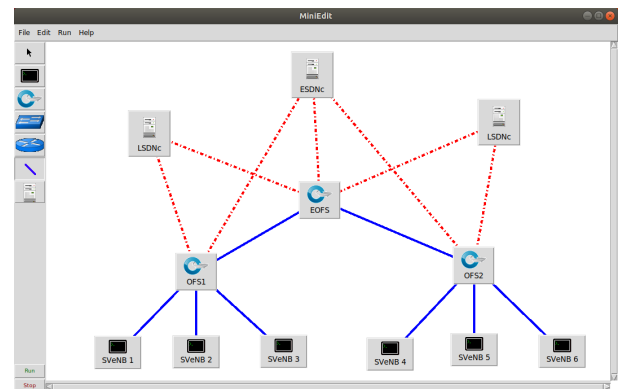 MiniEdit
File Edit Run Help
ESDNc
LSDNc
LSDNc
EOFS
OFS1
OFS2
SVeNB 1
SVeNB 2
SVeNB 3
SVeNB 4
SVeNB 5
SVeNB 6
Run
Stop